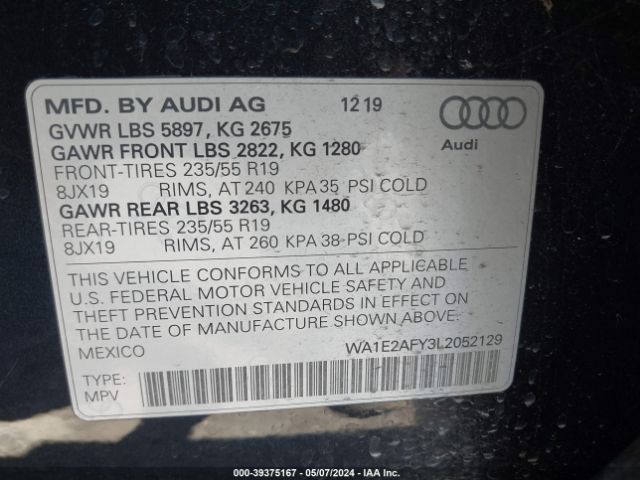 MFD. BY AUDI AG 12 19
GVWR LBS 5897, KG 2675
GAWR FRONT LBS 2822, KG 1280
FRONT-TIRES 235/55 R19
8JX19 RIMS, AT 240 KPA 35 PSI COLD
GAWR REAR LBS 3263, KG 1480
REAR-TIRES 235/55 R19
8JX19 RIMS, AT 260 KPA 38 PSI COLD
Audi
THIS VEHICLE CONFORMS TO ALL APPLICABLE
U.S. FEDERAL MOTOR VEHICLE SAFETY AND
THEFT PREVENTION STANDARDS IN EFFECT ON
THE DATE OF MANUFACTURE SHOWN ABOVE.
MEXICO WA1E2AFY3L2052129
TYPE:
MPV
000-39375167 - 05/07/2024 - IAA Inc.